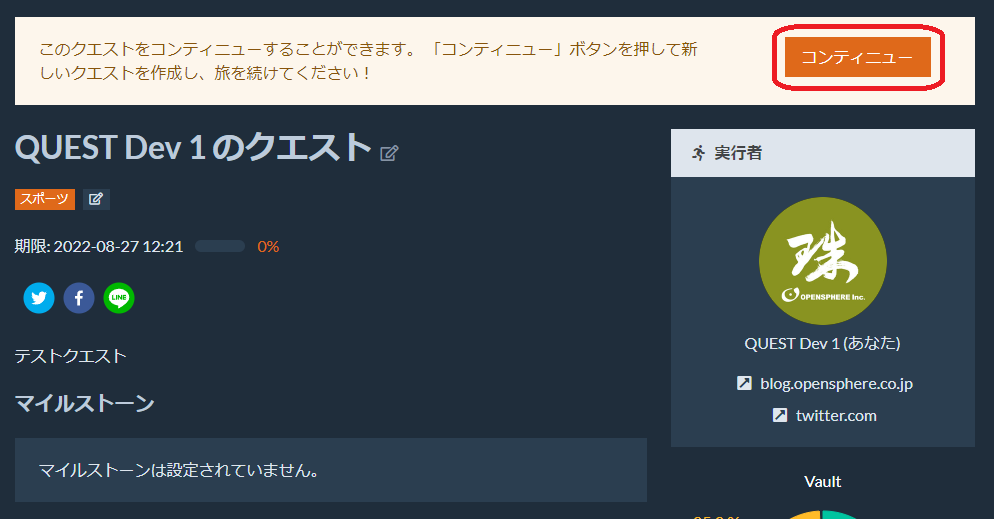 このクエストをコンティニューすることができます。「コンティニュー」ボタンを押して新
しいクエストを作成し、旅を続けてください！
コンティニュー
QUEST Dev 1 のクエスト
スポーツ
期限: 2022-08-27 12:21
0%
LINE
テストクエスト
マイルストーン
マイルストーンは設定されていません。
実行者
珠
OPENSPHERE Inc.
QUEST Dev 1 (あなた)
blog.opensphere.co.jp
twitter.com
Vault